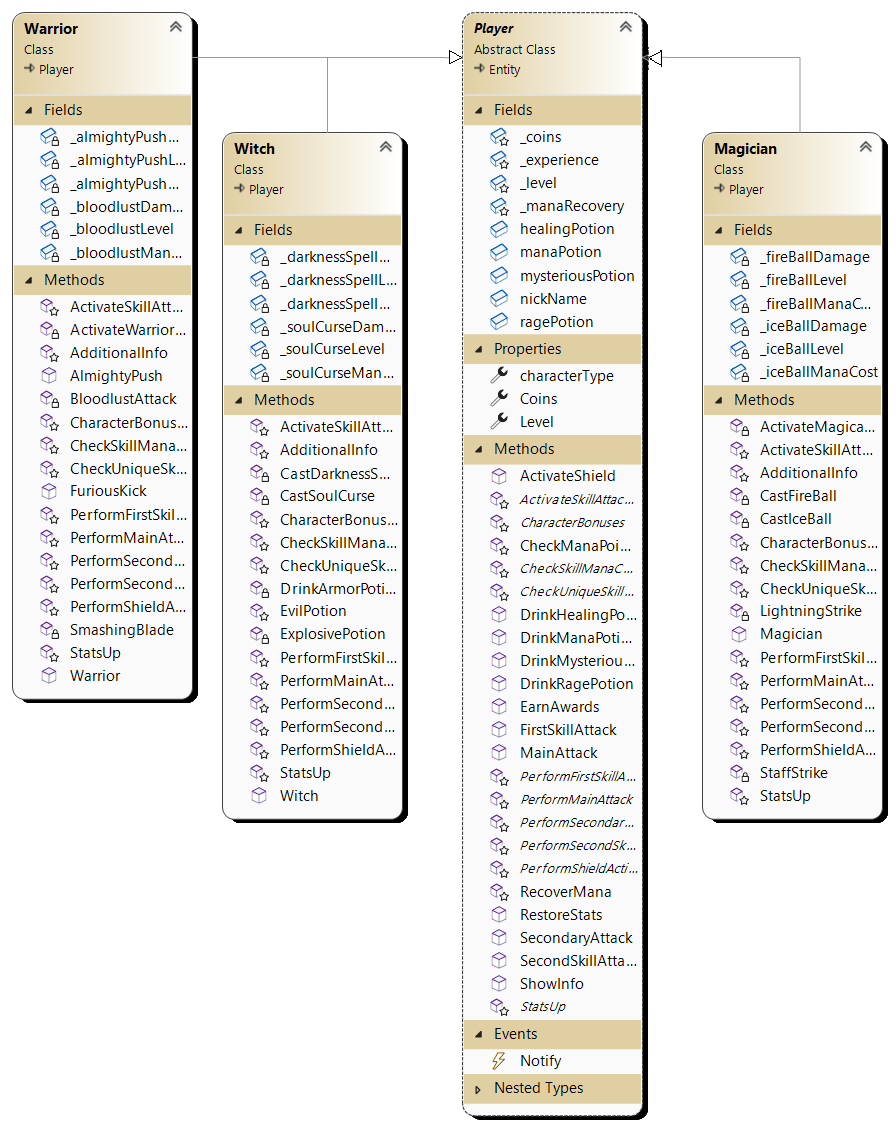 Warrior
Class
Player
Fields
_almightyPush...
_almightyPushL...
_almightyPush...
_bloodlustDam...
_bloodlustLevel
_bloodlustMan...
Methods
ActivateSkillAtt...
ActivateWarrior...
AdditionalInfo
AlmightyPush
BloodlustAttack
CharacterBonus...
CheckSkillMana...
CheckUniqueSk...
FuriousKick
PerformFirstSkil...
PerformMainAt...
PerformSecond...
PerformSecond...
PerformShieldA...
SmashingBlade
StatsUp
Warrior
Witch
Class
Player
Fields
_darknessSpell...
_darknessSpellL...
_darknessSpell...
_soulCurseDam...
_soulCurseLevel
_soulCurseMan...
Methods
ActivateSkillAtt...
AdditionalInfo
CastDarknessS...
CastSoulCurse
CharacterBonus...
CheckSkillMana...
CheckUniqueSk...
DrinkArmorPoti...
EvilPotion
ExplosivePotion
PerformFirstSkil...
PerformMainAt...
PerformSecond...
PerformSecond...
PerformShieldA...
StatsUp
Witch
Player
Abstract Class
Entity
Fields
_coins
_experience
_level
_manaRecovery
healingPotion
manaPotion
mysteriousPotion
nickName
ragePotion
Properties
characterType
Coins
Level
Methods
ActivateShield
ActivateSkillAttac...
CharacterBonuses
CheckManaPoi...
CheckSkillManaC...
CheckUniqueSkill...
DrinkHealingPo...
DrinkManaPoti...
DrinkMysteriou...
DrinkRagePotion
EarnAwards
FirstSkillAttack
MainAttack
PerformFirstSkillA...
PerformMainAttack
PerformSecondar...
PerformSecondSk...
PerformShieldActi...
RecoverMana
RestoreStats
SecondaryAttack
SecondSkillAtta...
ShowInfo
StatsUp
Events
Notify
Nested Types
Magician
Class
Player
Fields
_fireBallDamage
_fireBallLevel
_fireBallManaC...
_iceBallDamage
_iceBallLevel
_iceBallManaCost
Methods
ActivateMagica...
ActivateSkillAtt...
AdditionalInfo
CastFireBall
CastIceBall
CharacterBonus...
CheckSkillMana...
CheckUniqueSk...
LightningStrike
Magician
PerformFirstSkil...
PerformMainAt...
PerformSecond...
PerformSecond...
PerformShieldA...
StaffStrike
StatsUp